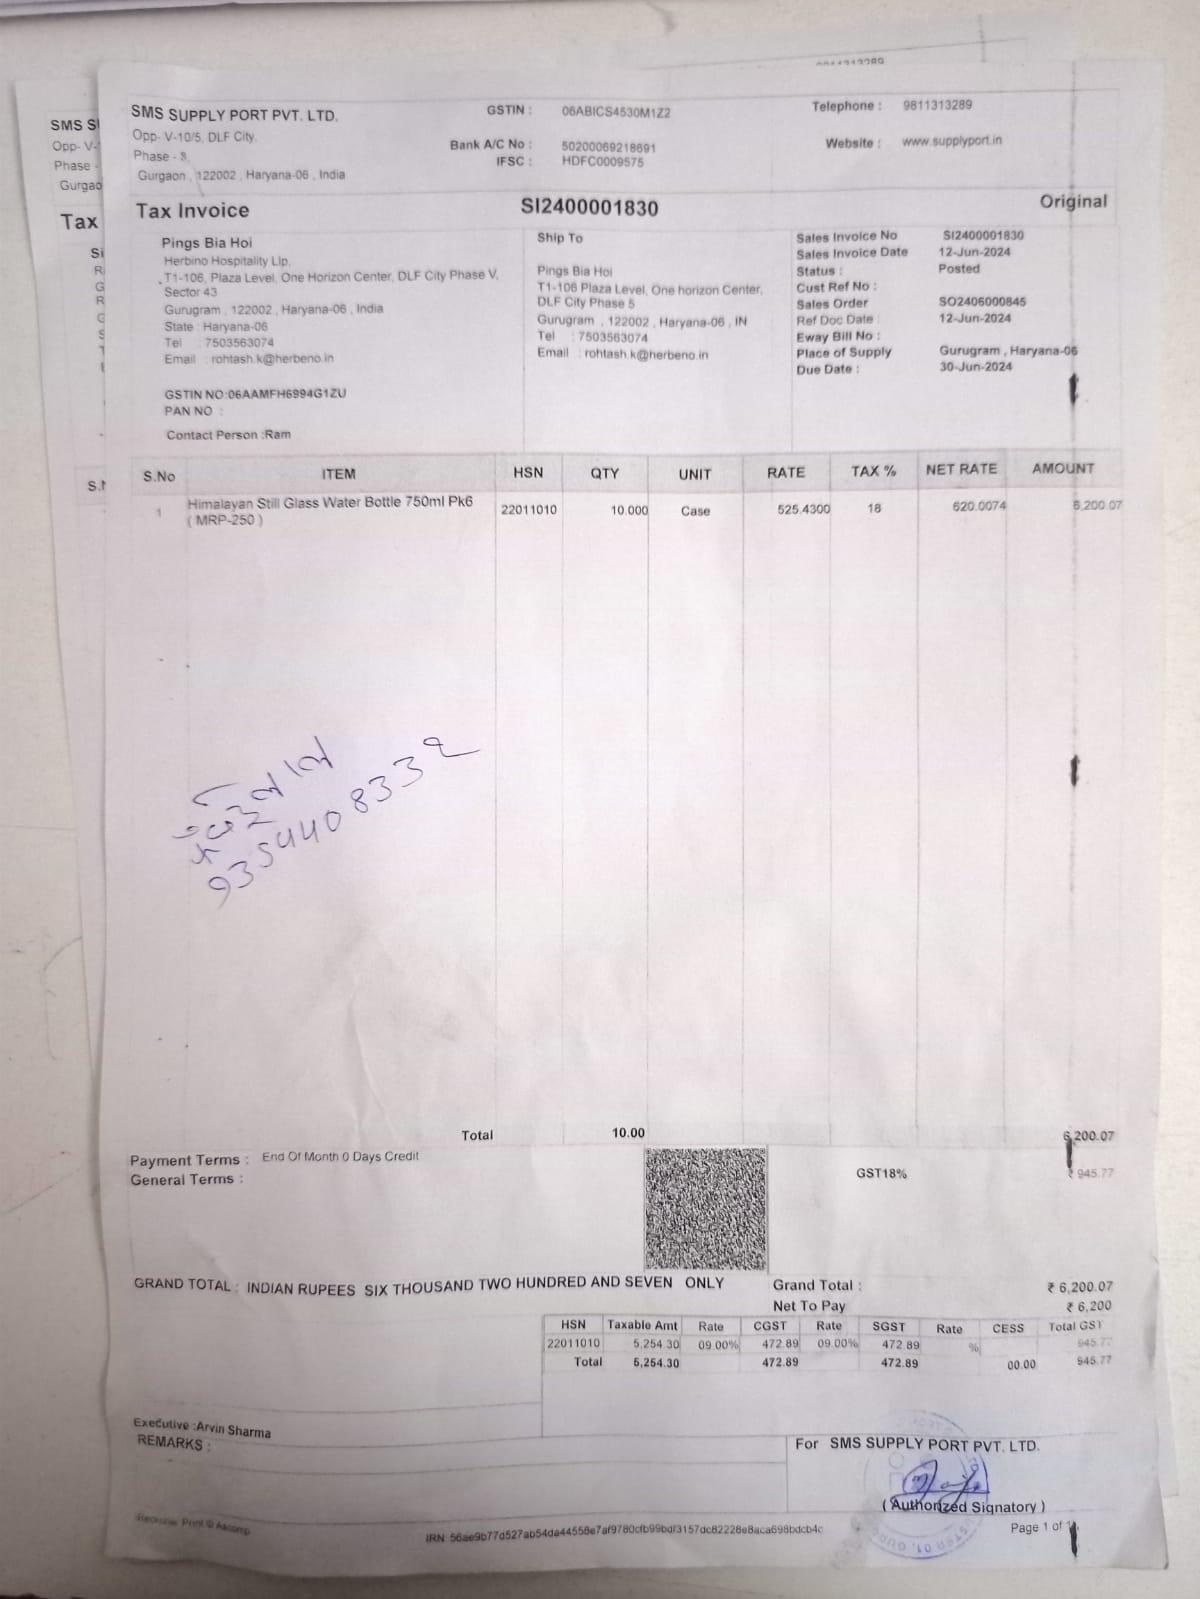 SMS SUPPLY PORT PVT. LTD.
Opp- V-10/5, DLF City,
Phase - 3,
Gurgaon , 122002 , Haryana-06 , India
GSTIN : 06ABICS4530M1Z2
Bank A/C No : 50200069218691
IFSC : HDFC0009575
Telephone : 9811313289
Website : www.supplyport.in
Tax Invoice SI2400001830 Original
Pings Bia Hoi
Herbino Hospitality Llp.
T1-106, Plaza Level, One Horizon Center, DLF City Phase V,
Sector 43
Gurugram , 122002 , Haryana-06 , India
State : Haryana-06
Tel : 7503563074
Email : rohtash.k@herbeno.in
GSTIN NO:06AAMFH6994G1ZU
PAN NO :
Contact Person :Ram
Ship To
Pings Bia Hoi
T1-106 Plaza Level, One horizon Center,
DLF City Phase 5
Gurugram , 122002 , Haryana-06 , IN
Tel : 7503563074
Email : rohtash.k@herbeno.in
Sales Invoice No SI2400001830
Sales Invoice Date 12-Jun-2024
Status : Posted
Cust Ref No :
Sales Order SO2406000845
Ref Doc Date : 12-Jun-2024
Eway Bill No :
Place of Supply Gurugram , Haryana-06
Due Date : 30-Jun-2024
S.No ITEM HSN QTY UNIT RATE TAX % NET RATE AMOUNT
1 Himalayan Still Glass Water Bottle 750ml Pk6 22011010 10.000 Case 525.4300 18 620.0074 6,200.07
( MRP-250 )
9354408332
Total 10.00 6,200.07
Payment Terms : End Of Month 0 Days Credit
General Terms :
GST18% ₹ 945.77
GRAND TOTAL : INDIAN RUPEES SIX THOUSAND TWO HUNDRED AND SEVEN ONLY
Grand Total : ₹ 6,200.07
Net To Pay ₹ 6,200
HSN Taxable Amt Rate CGST Rate SGST Rate CESS Total GST
22011010 5,254.30 09.00% 472.89 09.00% 472.89 % 945.77
Total 5,254.30 472.89 472.89 00.00 945.77
Executive :Arvin Sharma
REMARKS :
For SMS SUPPLY PORT PVT. LTD.
( Authorized Signatory )
Page 1 of